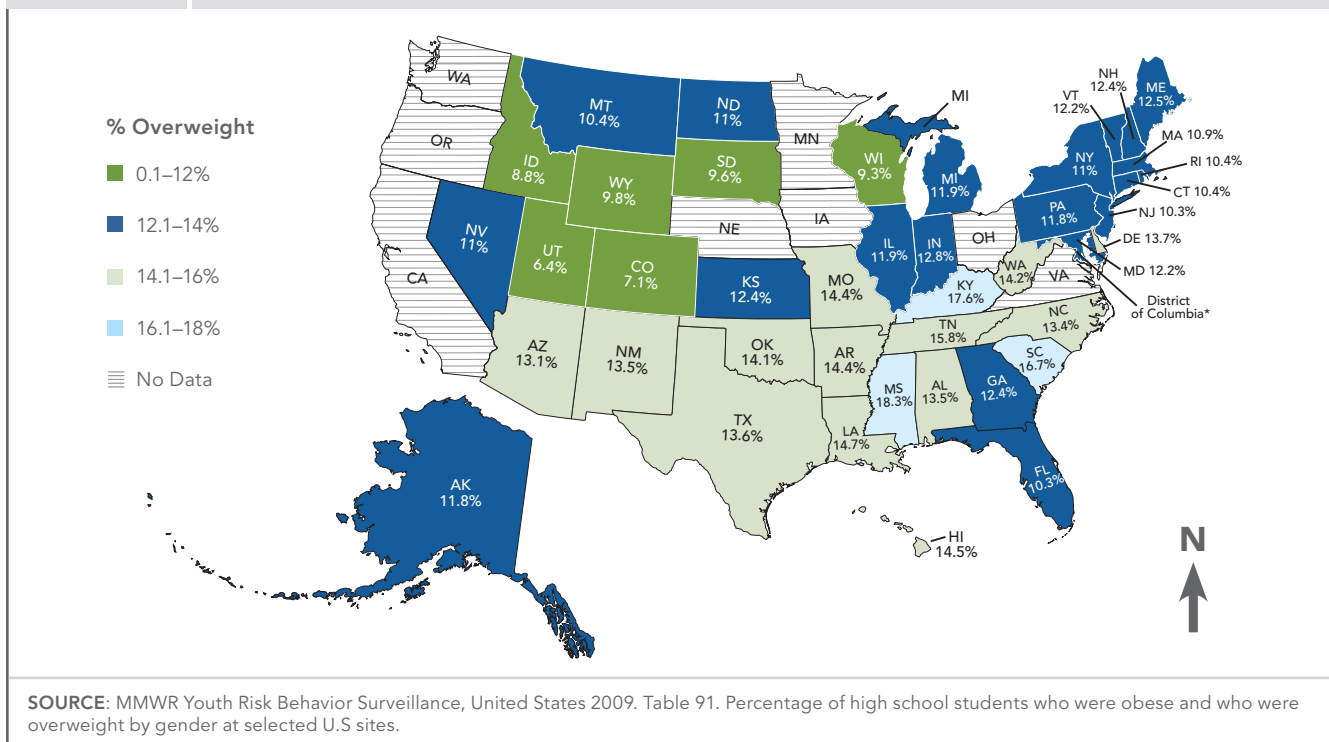 % Overweight
0.1–12%
12.1–14%
14.1–16%
16.1–18%
No Data
WA
OR
CA
NV
11%
ID
8.8%
MT
10.4%
WY
9.8%
UT
6.4%
CO
7.1%
AZ
13.1%
NM
13.5%
ND
11%
SD
9.6%
NE
KS
12.4%
OK
14.1%
TX
13.6%
MN
IA
MO
14.4%
AR
14.4%
LA
14.7%
WI
9.3%
IL
11.9%
MI
MI
11.9%
IN
12.8%
OH
KY
17.6%
TN
15.8%
MS
18.3%
AL
13.5%
GA
12.4%
FL
10.3%
SC
16.7%
NC
13.4%
WA
14.2%
VA
PA
11.8%
NY
11%
VT
12.2%
NH
12.4%
ME
12.5%
MA 10.9%
RI 10.4%
CT 10.4%
NJ 10.3%
DE 13.7%
MD 12.2%
District
of Columbia*
AK
11.8%
HI
14.5%
N
SOURCE: MMWR Youth Risk Behavior Surveillance, United States 2009. Table 91. Percentage of high school students who were obese and who were
overweight by gender at selected U.S sites.